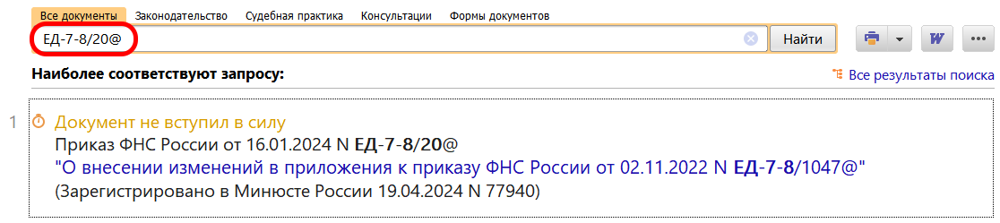 Все документы Законодательство Судебная практика Консультации Формы документов
ЕД-7-8/20@ Найти W
Наиболее соответствуют запросу: Все результаты поиска
1 Документ не вступил в силу
Приказ ФНС России от 16.01.2024 N ЕД-7-8/20@
"О внесении изменений в приложения к приказу ФНС России от 02.11.2022 N ЕД-7-8/1047@"
(Зарегистрировано в Минюсте России 19.04.2024 N 77940)